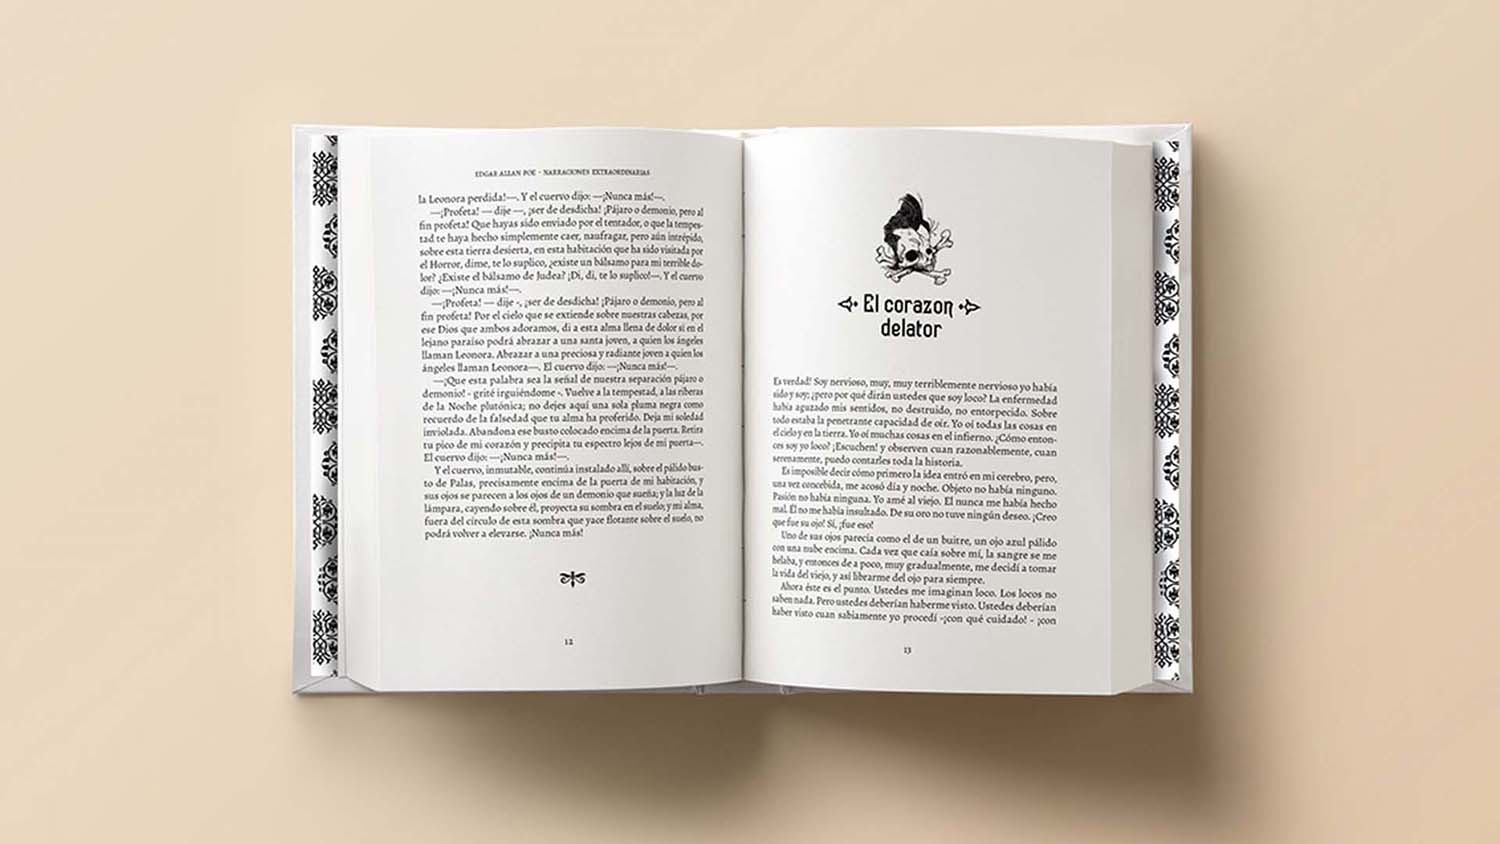 EDGAR ALLAN POE - NARRACIONES EXTRAORDINARIAS
la Leonora perdida!—. Y el cuervo dijo: —¡Nunca más!—.
—¡Profeta! — dije —, ¡ser de desdicha! ¡Pájaro o demonio, pero al
fin profeta! Que hayas sido enviado por el tentador, o que la tempes-
tad te haya hecho simplemente caer, naufragar, pero aún intrépido,
sobre esta tierra desierta, en esta habitación que ha sido visitada por
el Horror, dime, te lo suplico, ¿existe un bálsamo para mi terrible do-
lor? ¿Existe el bálsamo de Judea? ¡Di, di, te lo suplico!—. Y el cuervo
dijo: —¡Nunca más!—.
—¡Profeta! — dije -, ¡ser de desdicha! ¡Pájaro o demonio, pero al
fin profeta! Por el cielo que se extiende sobre nuestras cabezas, por
ese Dios que ambos adoramos, di a esta alma llena de dolor si en el
lejano paraíso podrá abrazar a una santa joven, a quien los ángeles
llaman Leonora. Abrazar a una preciosa y radiante joven a quien los
ángeles llaman Leonora—. El cuervo dijo: —¡Nunca más!—.
—¡Que esta palabra sea la señal de nuestra separación pájaro o
demonio! - grité irguiéndome -. Vuelve a la tempestad, a las riberas
de la Noche plutónica; no dejes aquí una sola pluma negra como
recuerdo de la falsedad que tu alma ha proferido. Deja mi soledad
inviolada. Abandona ese busto colocado encima de la puerta. Retira
tu pico de mi corazón y precipita tu espectro lejos de mi puerta—.
El cuervo dijo: —¡Nunca más!—.
Y el cuervo, inmutable, continúa instalado allí, sobre el pálido bus-
to de Palas, precisamente encima de la puerta de mi habitación, y
sus ojos se parecen a los ojos de un demonio que sueña; y la luz de la
lámpara, cayendo sobre él, proyecta su sombra en el suelo; y mi alma,
fuera del círculo de esta sombra que yace flotante sobre el suelo, no
podrá volver a elevarse. ¡Nunca más!
12
El corazon
delator
Es verdad! Soy nervioso, muy, muy terriblemente nervioso yo había
sido y soy; ¿pero por qué dirán ustedes que soy loco? La enfermedad
había aguzado mis sentidos, no destruido, no entorpecido. Sobre
todo estaba la penetrante capacidad de oír. Yo oí todas las cosas en
el cielo y en la tierra. Yo oí muchas cosas en el infierno. ¿Cómo enton-
ces soy yo loco? ¡Escuchen! y observen cuan razonablemente, cuan
serenamente, puedo contarles toda la historia.
Es imposible decir cómo primero la idea entró en mi cerebro, pero,
una vez concebida, me acosó día y noche. Objeto no había ninguno.
Pasión no había ninguna. Yo amé al viejo. El nunca me había hecho
mal. Él no me había insultado. De su oro no tuve ningún deseo. ¡Creo
que fue su ojo! Sí, ¡fue eso!
Uno de sus ojos parecía como el de un buitre, un ojo azul pálido
con una nube encima. Cada vez que caía sobre mí, la sangre se me
helaba, y entonces de a poco, muy gradualmente, me decidí a tomar
la vida del viejo, y así librarme del ojo para siempre.
Ahora éste es el punto. Ustedes me imaginan loco. Los locos no
saben nada. Pero ustedes deberían haberme visto. Ustedes deberían
haber visto cuan sabiamente yo procedí -¡con qué cuidado! - ¡con
13